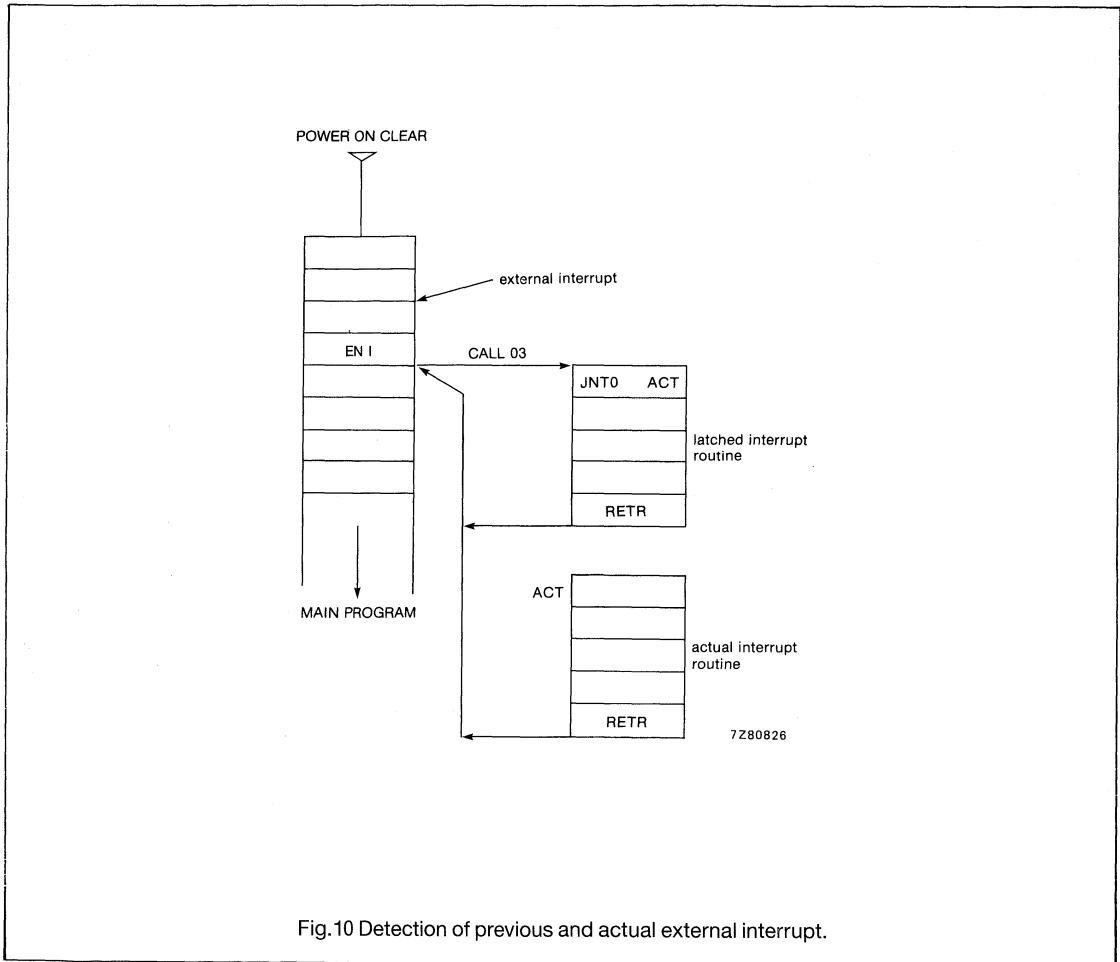 POWER ON CLEAR
external interrupt
EN I
CALL 03
JNT0 ACT
latched interrupt
routine
RETR
MAIN PROGRAM
ACT
actual interrupt
routine
RETR
7Z80826
Fig.10 Detection of previous and actual external interrupt.